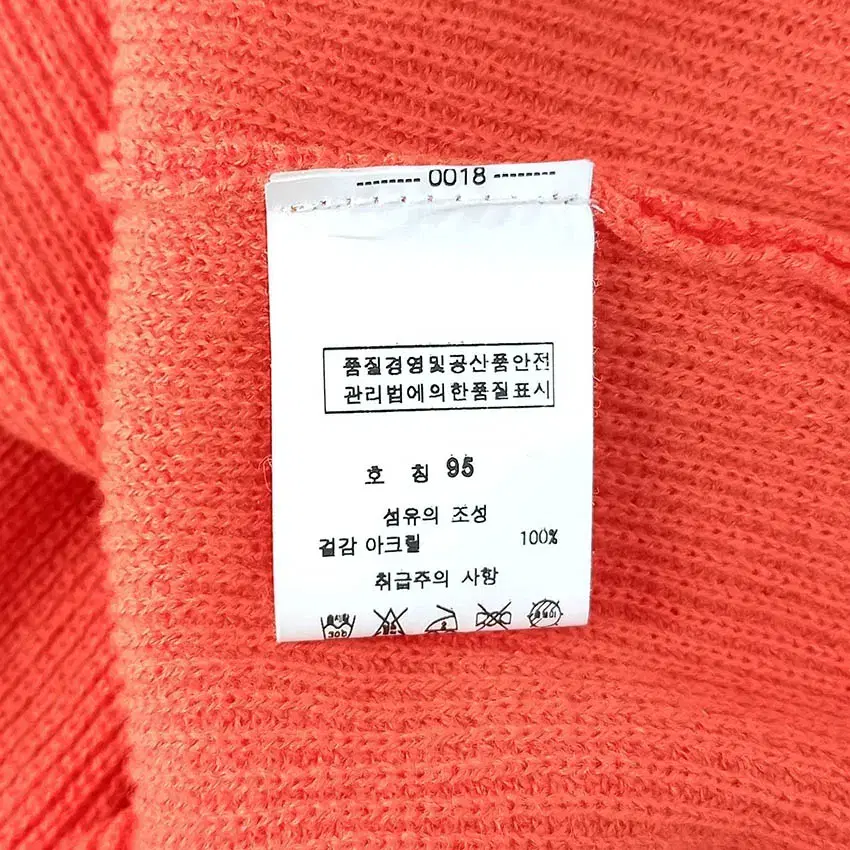 -------- 0018 --------
품질경영및공산품안전
관리법에의한품질표시
호 칭 95
섬유의 조성
겉감 아크릴 100%
취급주의 사항